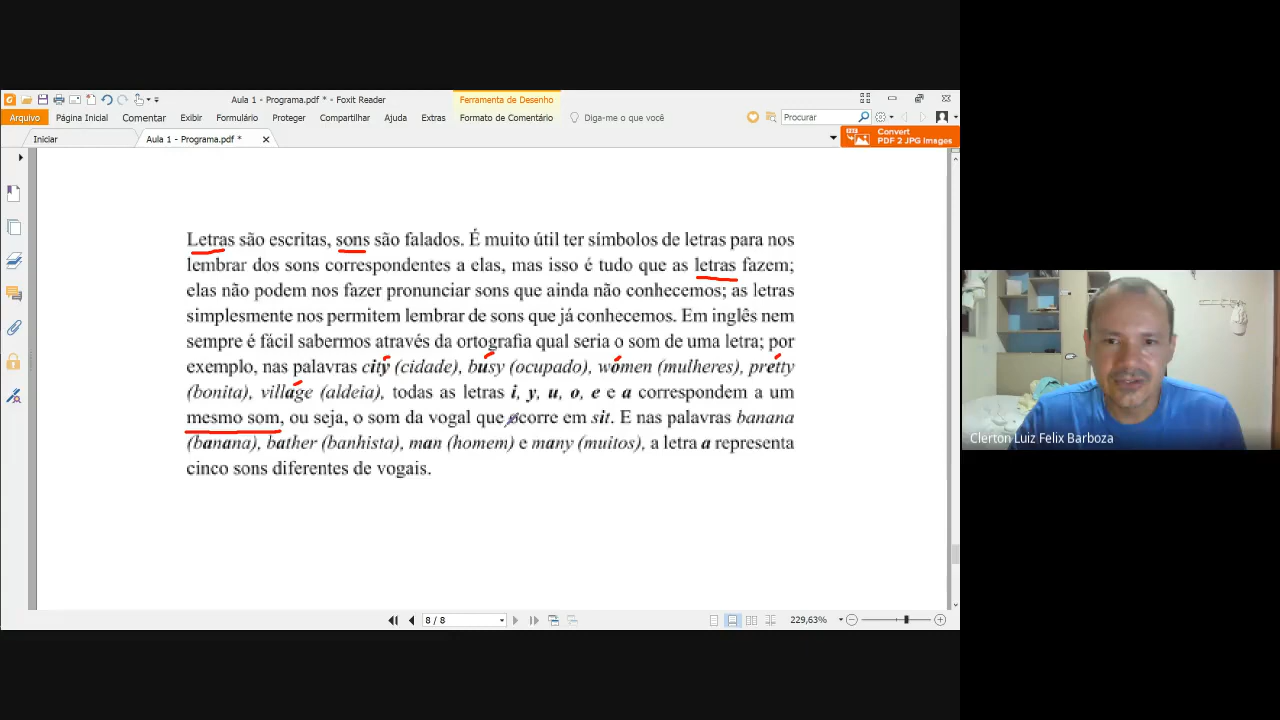 Aula 1 - Programa.pdf * - Foxit Reader
Ferramenta de Desenho
Arquivo Página Inicial Comentar Exibir Formulário Proteger Compartilhar Ajuda Extras Formato de Comentário Diga-me o que você Procurar
Iniciar Aula 1 - Programa.pdf *
Convert
PDF 2 JPG Images
Letras são escritas, sons são falados. É muito útil ter símbolos de letras para nos
lembrar dos sons correspondentes a elas, mas isso é tudo que as letras fazem;
elas não podem nos fazer pronunciar sons que ainda não conhecemos; as letras
simplesmente nos permitem lembrar de sons que já conhecemos. Em inglês nem
sempre é fácil sabermos através da ortografia qual seria o som de uma letra; por
exemplo, nas palavras city (cidade), busy (ocupado), women (mulheres), pretty
(bonita), village (aldeia), todas as letras i, y, u, o, e e a correspondem a um
mesmo som, ou seja, o som da vogal que ocorre em sit. E nas palavras banana
(banana), bather (banhista), man (homem) e many (muitos), a letra a representa
cinco sons diferentes de vogais.
Clerton Luiz Felix Barboza
8 / 8
229,63%